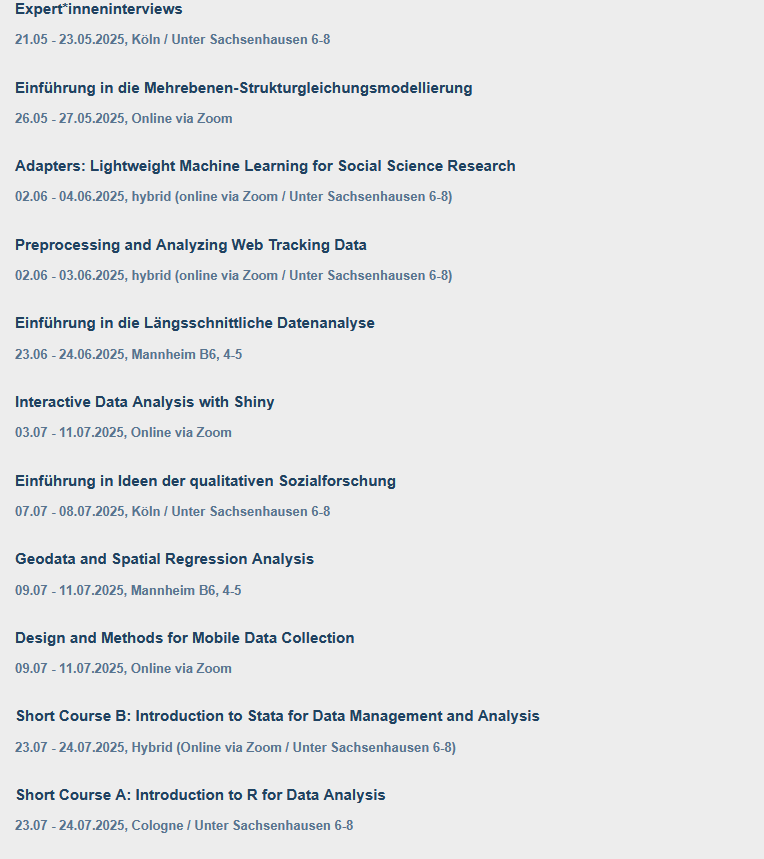 Expert*inneninterviews
21.05 - 23.05.2025, Köln / Unter Sachsenhausen 6-8
Einführung in die Mehrebenen-Strukturgleichungsmodellierung
26.05 - 27.05.2025, Online via Zoom
Adapters: Lightweight Machine Learning for Social Science Research
02.06 - 04.06.2025, hybrid (online via Zoom / Unter Sachsenhausen 6-8)
Preprocessing and Analyzing Web Tracking Data
02.06 - 03.06.2025, hybrid (online via Zoom / Unter Sachsenhausen 6-8)
Einführung in die Längsschnittliche Datenanalyse
23.06 - 24.06.2025, Mannheim B6, 4-5
Interactive Data Analysis with Shiny
03.07 - 11.07.2025, Online via Zoom
Einführung in Ideen der qualitativen Sozialforschung
07.07 - 08.07.2025, Köln / Unter Sachsenhausen 6-8
Geodata and Spatial Regression Analysis
09.07 - 11.07.2025, Mannheim B6, 4-5
Design and Methods for Mobile Data Collection
09.07 - 11.07.2025, Online via Zoom
Short Course B: Introduction to Stata for Data Management and Analysis
23.07 - 24.07.2025, Hybrid (Online via Zoom / Unter Sachsenhausen 6-8)
Short Course A: Introduction to R for Data Analysis
23.07 - 24.07.2025, Cologne / Unter Sachsenhausen 6-8